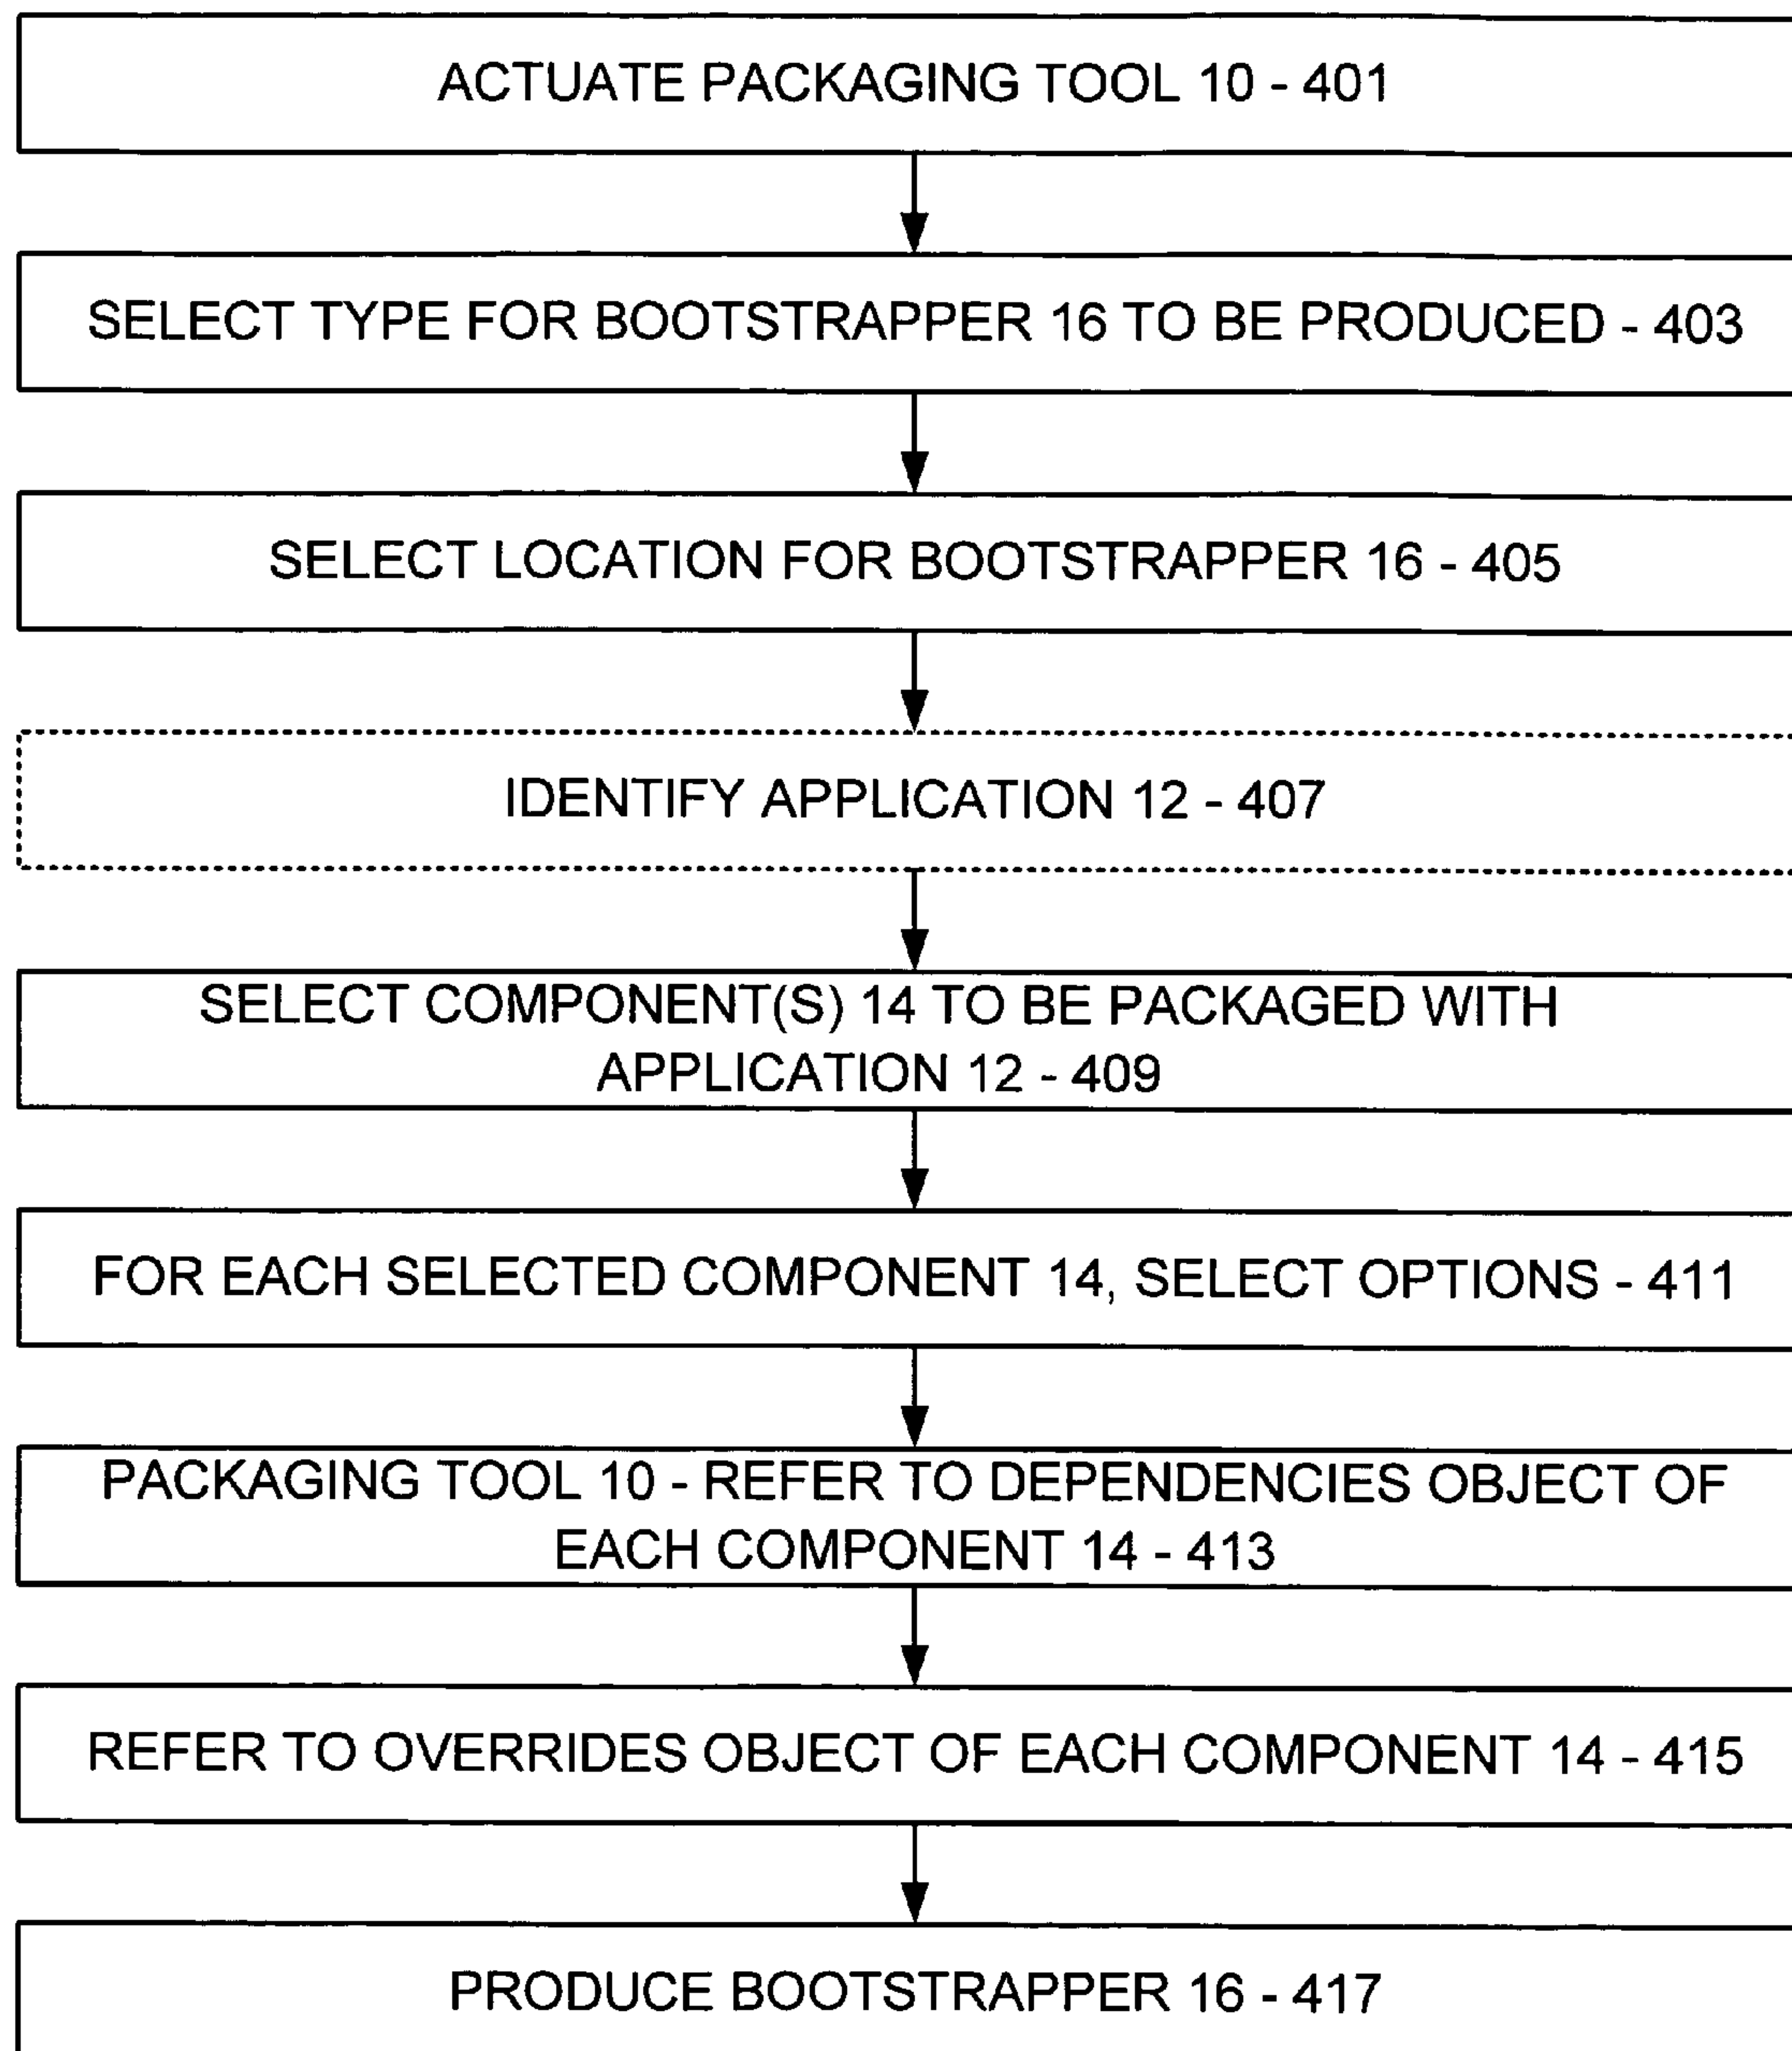 ACTUATE PACKAGING TOOL 10 - 401
SELECT TYPE FOR BOOTSTRAPPER 16 TO BE PRODUCED - 403
SELECT LOCATION FOR BOOTSTRAPPER 16 - 405
IDENTIFY APPLICATION 12 - 407
SELECT COMPONENT(S) 14 TO BE PACKAGED WITH
APPLICATION 12 - 409
FOR EACH SELECTED COMPONENT 14, SELECT OPTIONS - 411
PACKAGING TOOL 10 - REFER TO DEPENDENCIES OBJECT OF
EACH COMPONENT 14 - 413
REFER TO OVERRIDES OBJECT OF EACH COMPONENT 14 - 415
PRODUCE BOOTSTRAPPER 16 - 417